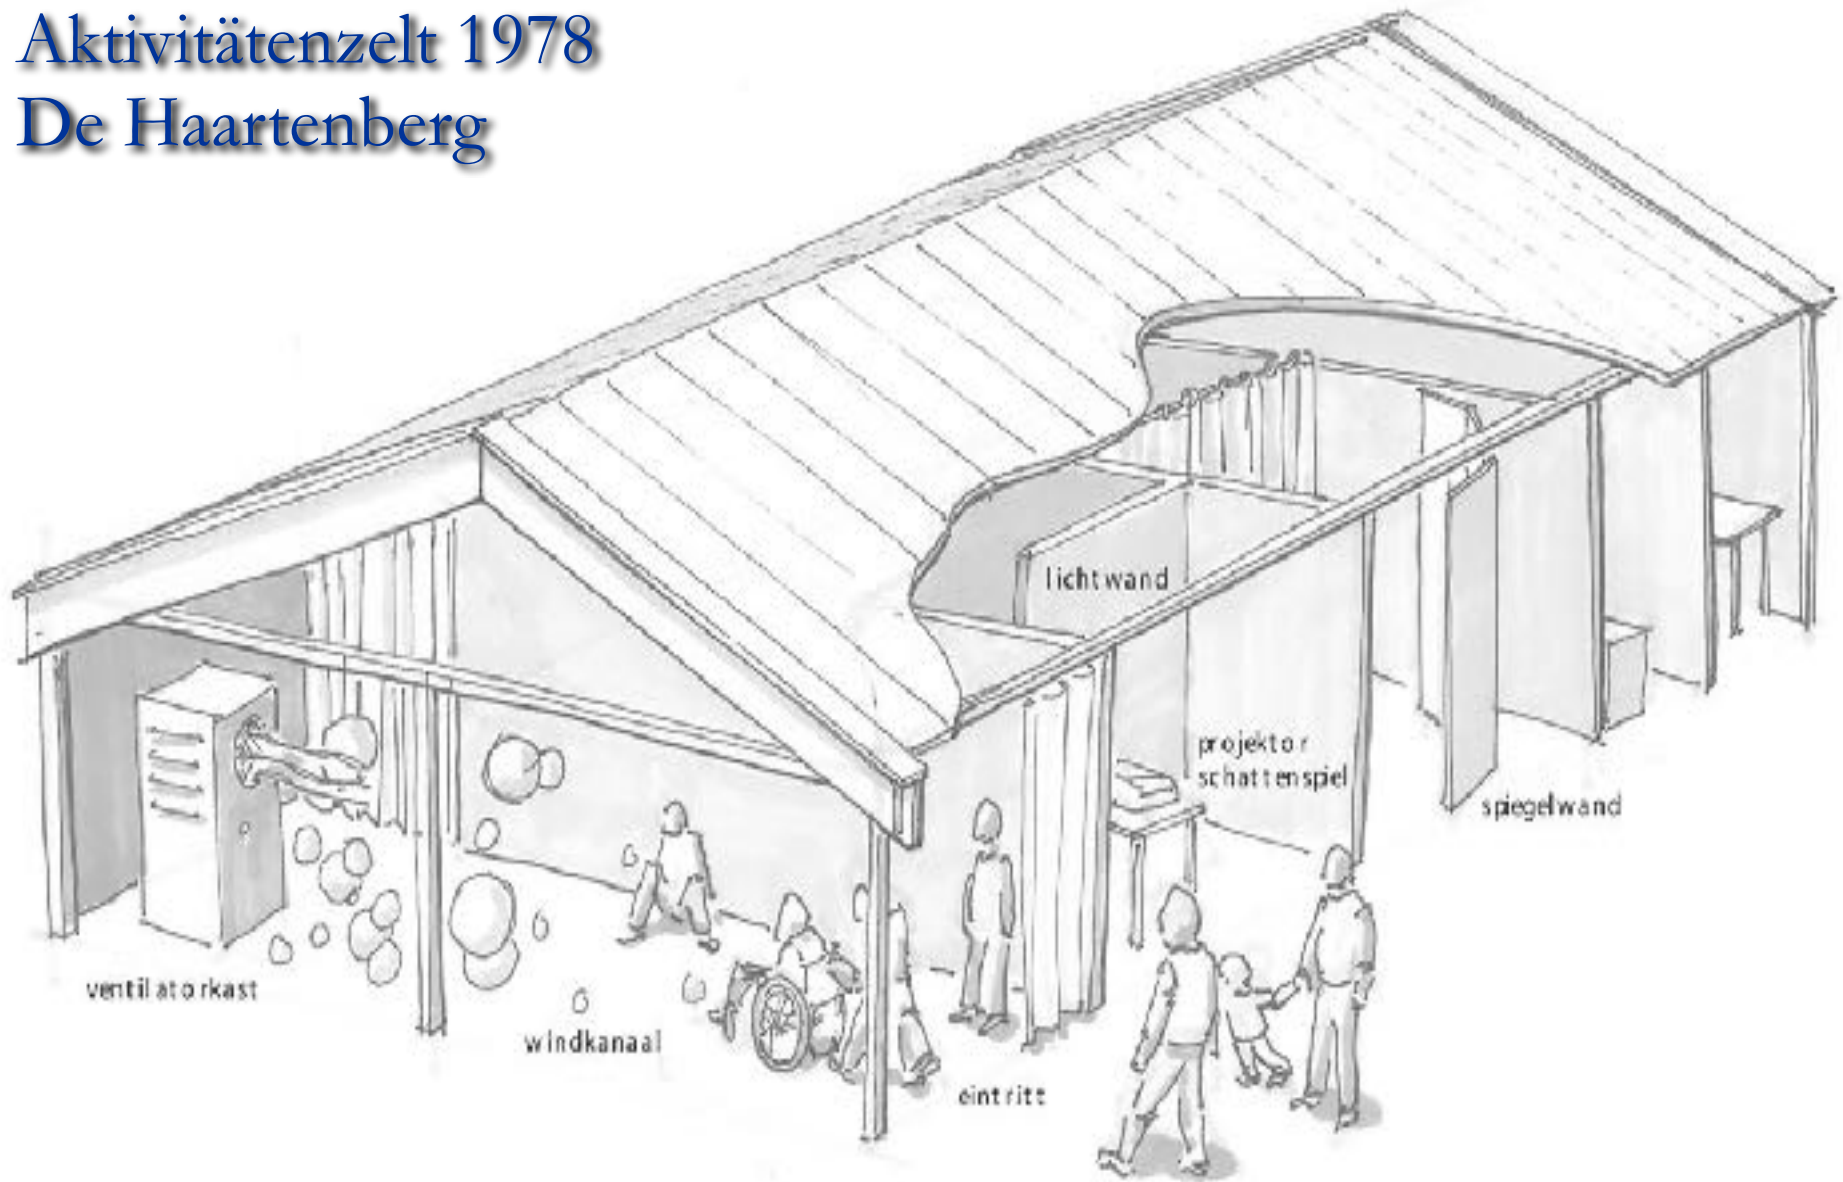 Aktivitätenzelt 1978
De Haartenberg
lichtwand
projektor
schattenspiel
spiegelwand
ventilatorkast
windkanaal
eintritt